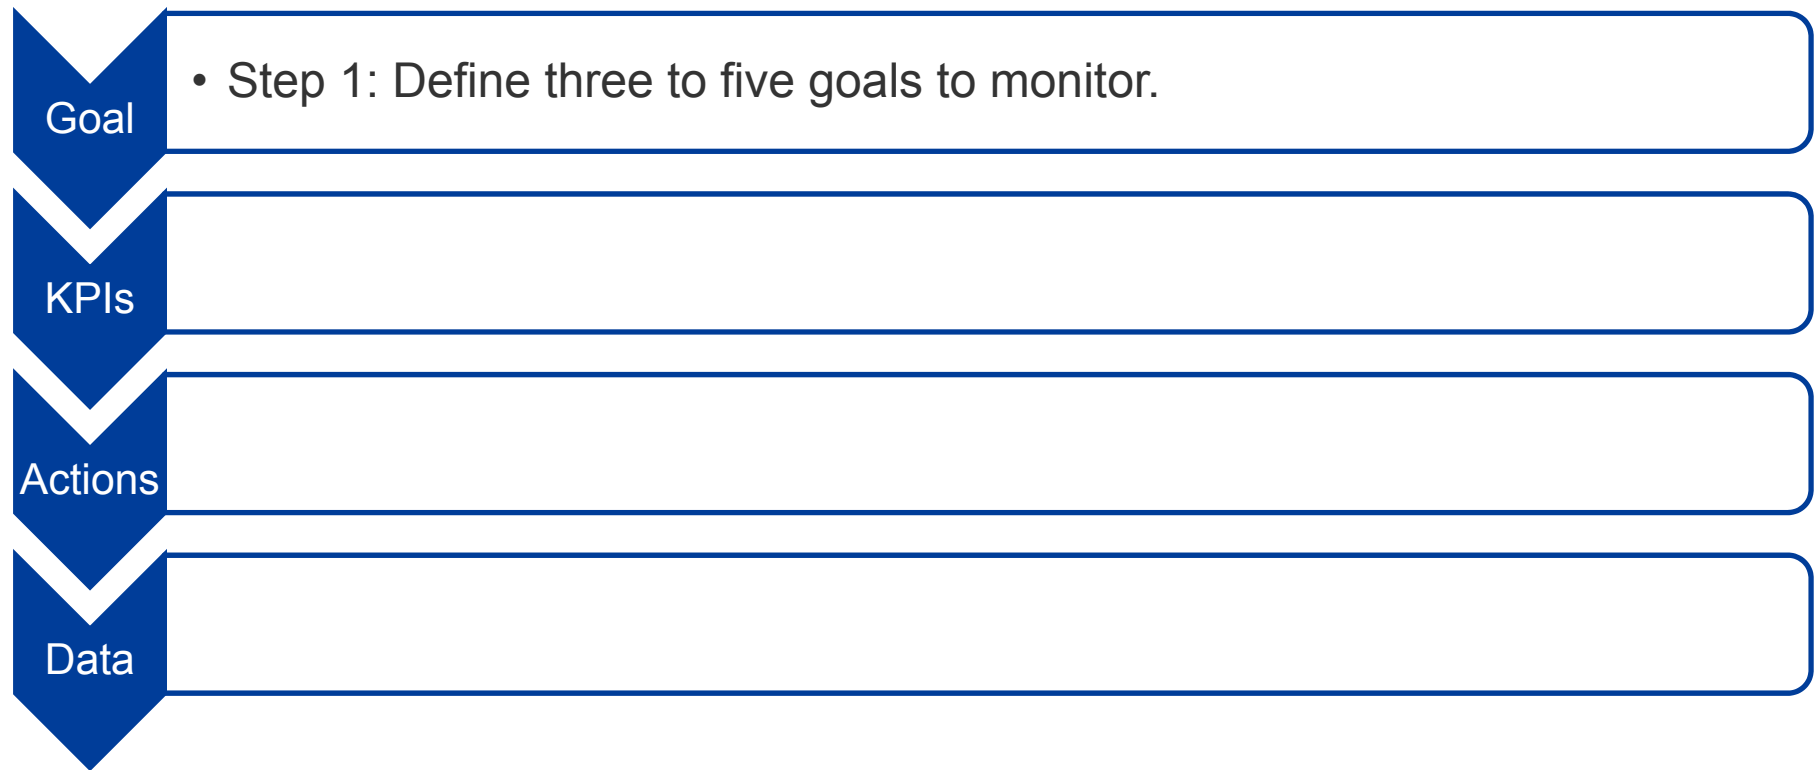 Goal
• Step 1: Define three to five goals to monitor.
KPIs
Actions
Data